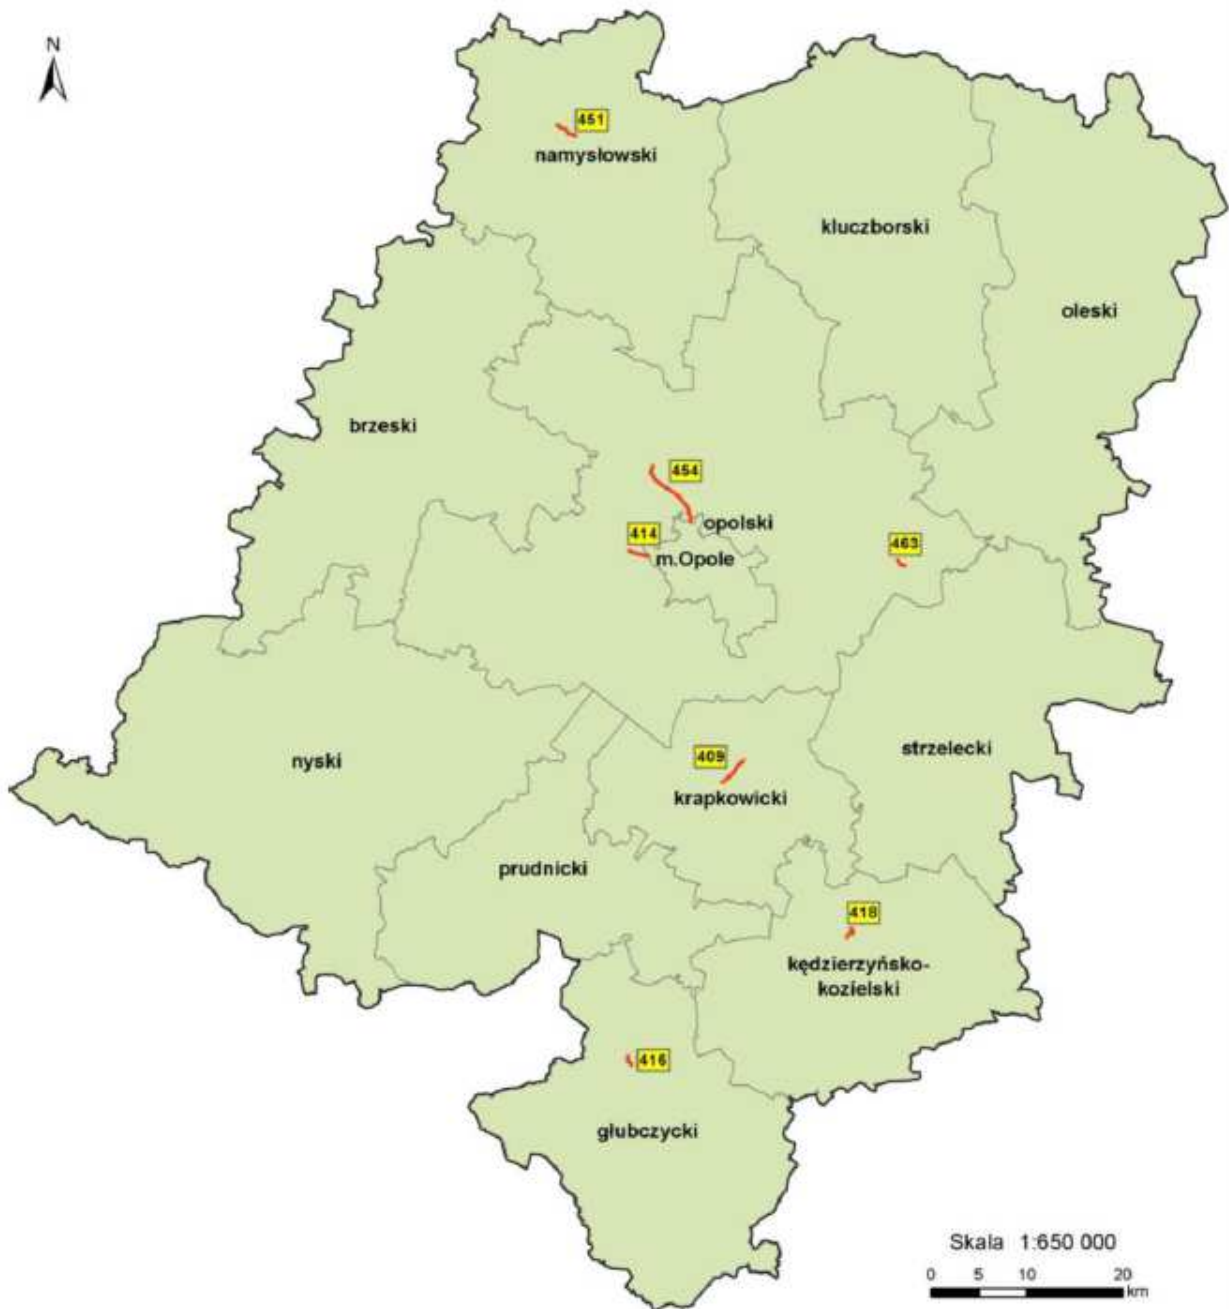 N
451
namysłowski
kluczborski
oleski
brzeski
454
opolski
414
m.Opole
463
nyski
strzelecki
409
krapkowicki
prudnicki
418
kędzierzyńsko-
kozielski
416
głubczycki
Skala 1:650 000
0 5 10 20
km